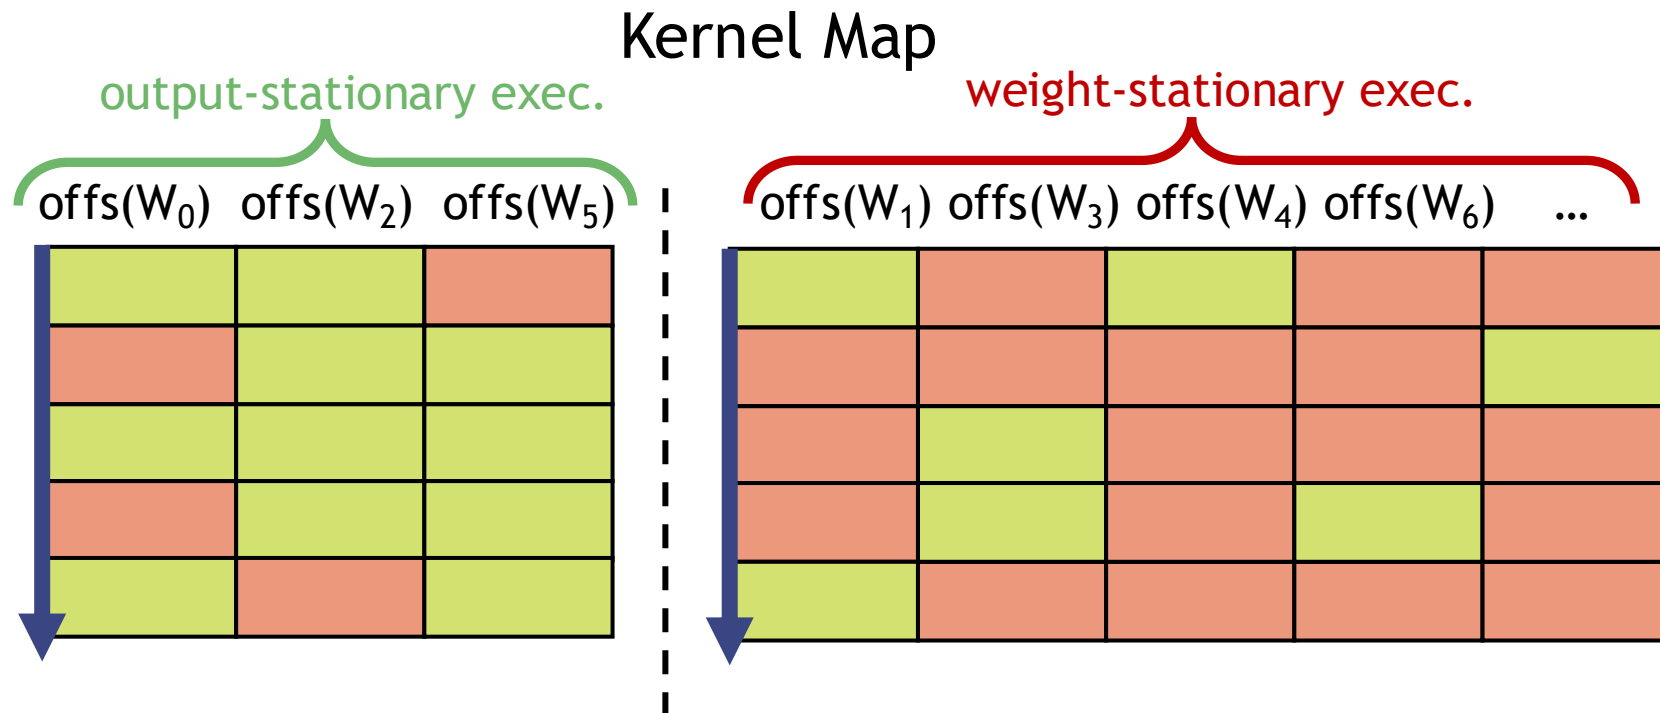 Kernel Map
output-stationary exec.
weight-stationary exec.
offs(W₀) offs(W₂) offs(W₅)
offs(W₁) offs(W₃) offs(W₄) offs(W₆) ...